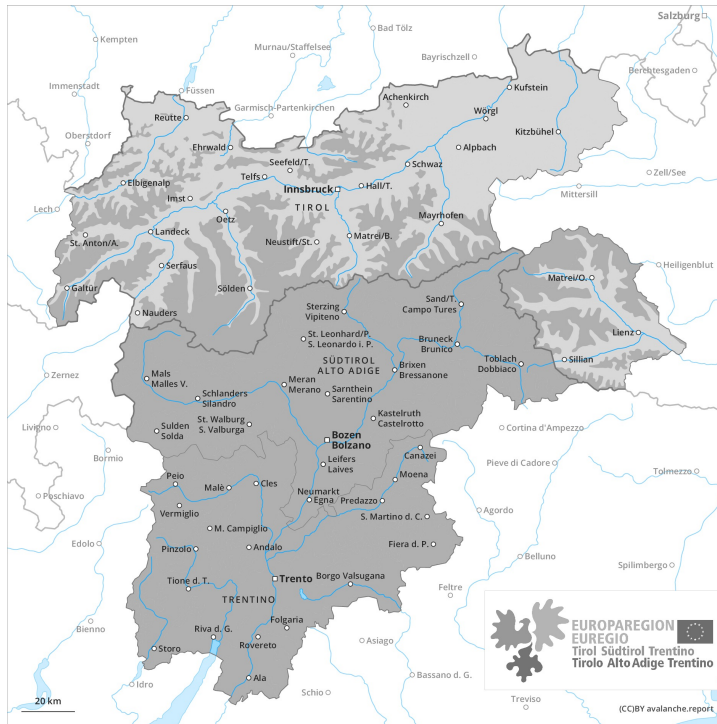 Salzburg
Kempten
Bad Tölz
Murnau/Staffelsee
Bayrischzell
Berchtesgaden
Immenstadt
Füssen
Achenkirch
Kufstein
Garmisch-Partenkirchen
Reutte
Wörgl
Oberstdorf
Kitzbühel
Ehrwald
Seefeld/T.
Alpbach
Schwaz
Telfs
Zell/See
Elbigenalp
Innsbruck
Hall/T.
Mittersill
Imst
TIROL
Lech
Oetz
Mayrhofen
Landeck
Matrei/B.
St. Anton/A.
Neustift/St.
Serfaus
Heiligenblut
Matrei/O.
Galtür
Sölden
Sand/T.
Campo Tures
Nauders
Sterzing
Vipiteno
Lienz
St. Leonhard/P.
S. Leonardo i. P.
Bruneck
Brunico
SÜDTIROL
ALTO ADIGE
Toblach
Dobbiaco
Sillian
Zernez
Mals
Malles V.
Brixen
Bressanone
Meran
Merano
Sarnthein
Sarentino
Schlanders
Silandro
Kastelruth
Castelrotto
St. Walburg
S. Valburga
Livigno
Sulden
Solda
Cortina d'Ampezzo
Bozen
Bolzano
Bormio
Canazei
Leifers
Laives
Pieve di Cadore
Tolmezzo
Peio
Moena
Malè
Cles
Poschiavo
Neumarkt
Egna
Predazzo
Vermiglio
Agordo
S. Martino d. C.
M. Campiglio
Edolo
Pinzolo
Andalo
Fiera d. P.
Belluno
Spilimbergo
Trento
Borgo Valsugana
Tione d. T.
Feltre
TRENTINO
Folgaria
Bienno
Riva d. G.
EUROPAREGION
EUREGIO
Tirol Südtirol Trentino
Tirolo Alto Adige Trentino
Rovereto
Asiago
Storo
Ala
Bassano d. G.
Idro
Schio
Treviso
20 km
(CC)BY avalanche.report